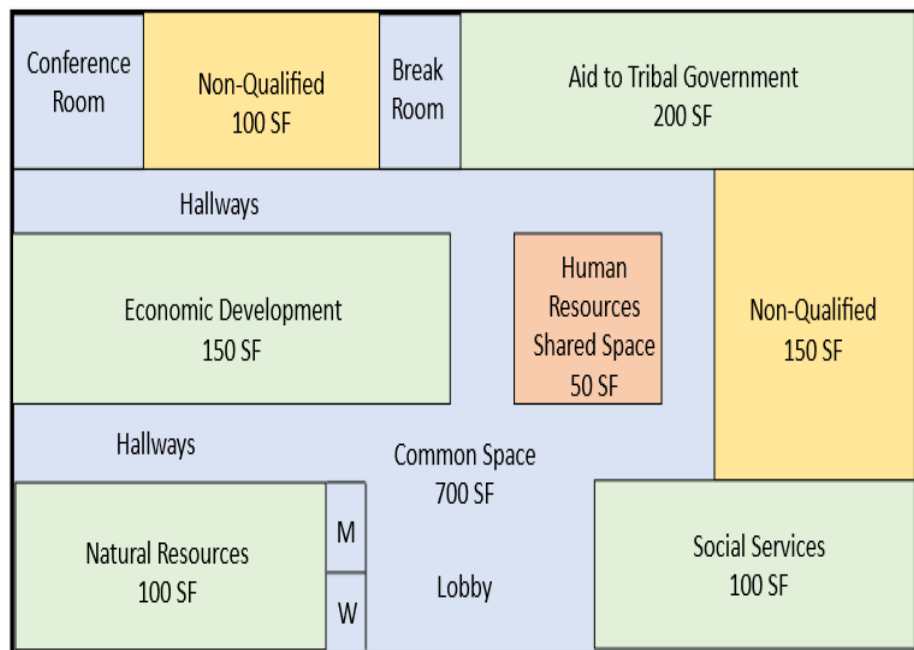 Conference
Room
Non-Qualified
100 SF
Break
Room
Aid to Tribal Government
200 SF
Hallways
Economic Development
150 SF
Human
Resources
Shared Space
50 SF
Non-Qualified
150 SF
Hallways
Common Space
700 SF
Natural Resources
100 SF
M
W
Lobby
Social Services
100 SF